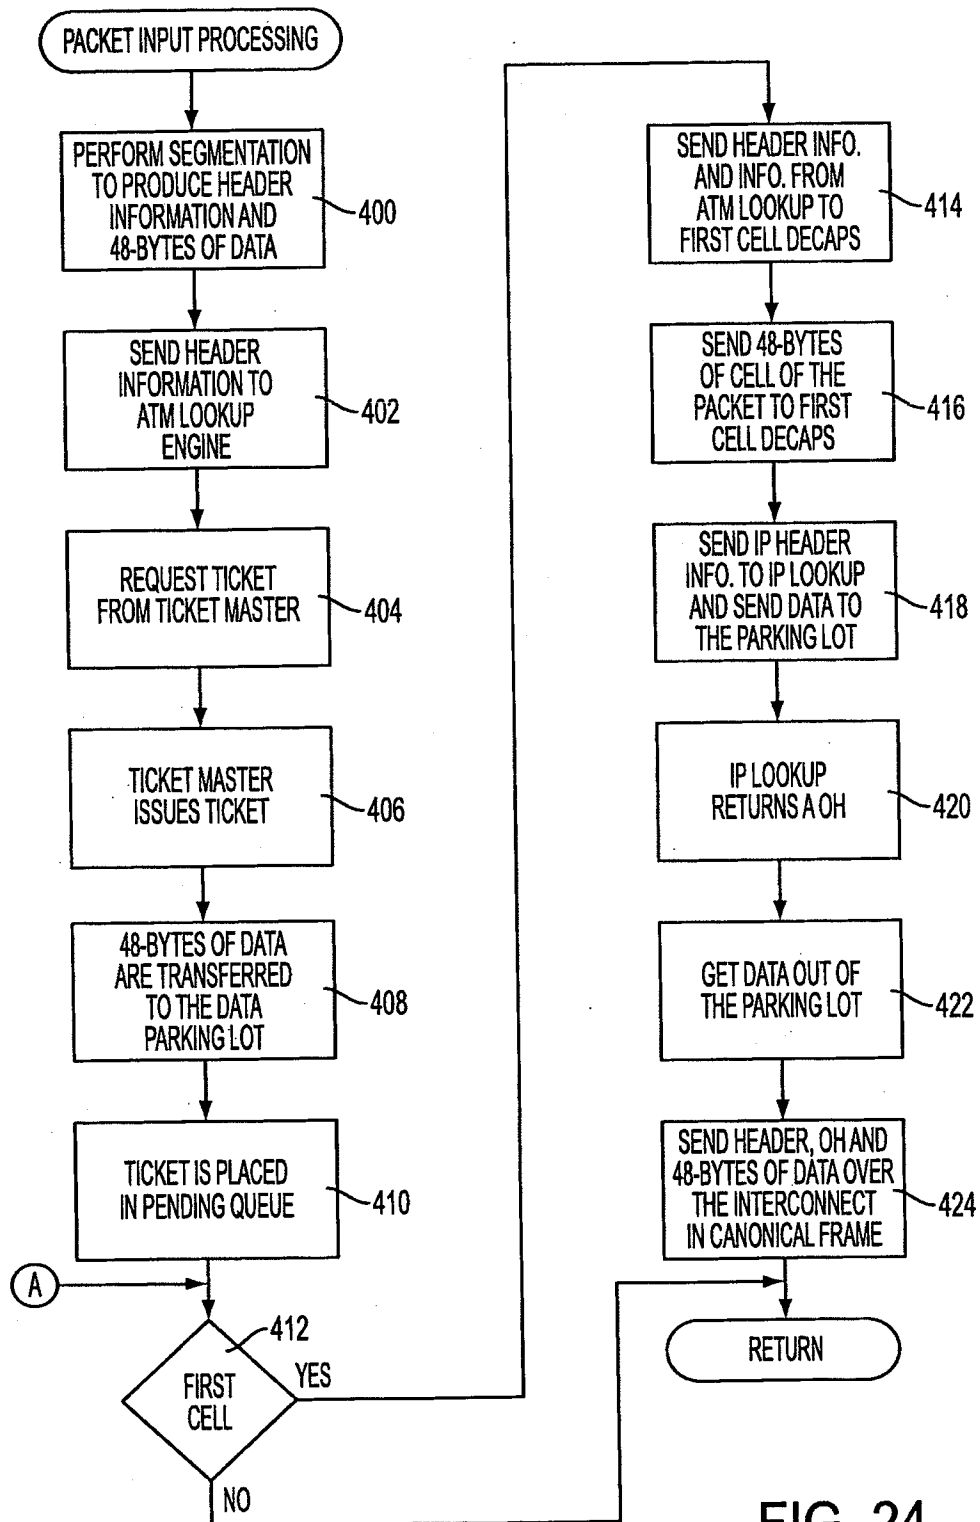 PACKET INPUT PROCESSING
PERFORM SEGMENTATION
TO PRODUCE HEADER
INFORMATION AND
48-BYTES OF DATA
400
SEND HEADER
INFORMATION TO
ATM LOOKUP
ENGINE
402
REQUEST TICKET
FROM TICKET MASTER
404
TICKET MASTER
ISSUES TICKET
406
48-BYTES OF DATA
ARE TRANSFERRED
TO THE DATA
PARKING LOT
408
TICKET IS PLACED
IN PENDING QUEUE
410
A
412
FIRST
CELL
YES
NO
SEND HEADER INFO.
AND INFO. FROM
ATM LOOKUP TO
FIRST CELL DECAPS
414
SEND 48-BYTES
OF CELL OF THE
PACKET TO FIRST
CELL DECAPS
416
SEND IP HEADER
INFO. TO IP LOOKUP
AND SEND DATA TO
THE PARKING LOT
418
IP LOOKUP
RETURNS A OH
420
GET DATA OUT OF
THE PARKING LOT
422
SEND HEADER, OH AND
48-BYTES OF DATA OVER
THE INTERCONNECT
IN CANONICAL FRAME
424
RETURN
FIG. 24